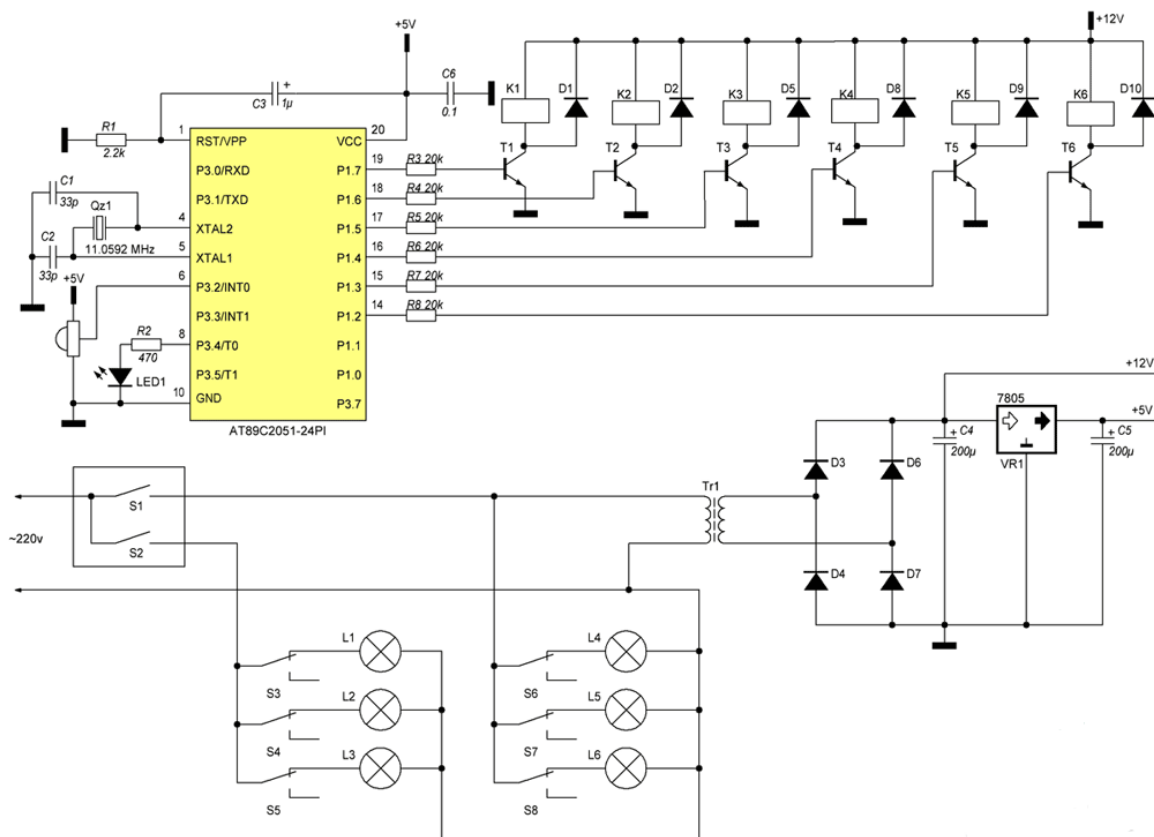 +5V
+12V
C3
+
1µ
C6
0.1
K1
D1
K2
D2
K3
D5
K4
D8
K5
D9
K6
D10
R1
2.2k
1
RST/VPP
VCC
20
T1
T2
T3
T4
T5
T6
P3.0/RXD
P1.7
19
R3 20k
C1
33p
P3.1/TXD
P1.6
18
R4 20k
Qz1
11.0592 MHz
4
XTAL2
P1.5
17
R5 20k
C2
33p
5
XTAL1
P1.4
16
R6 20k
+5V
6
P3.2/INT0
P1.3
15
R7 20k
P3.3/INT1
P1.2
14
R8 20k
R2
470
8
P3.4/T0
P1.1
LED1
P3.5/T1
P1.0
10
GND
P3.7
AT89C2051-24PI
+12V
7805
+5V
+ C4
200µ
VR1
+ C5
200µ
D3
D6
D4
D7
Tr1
S1
S2
~220v
L1
S3
L2
S4
L3
S5
L4
S6
L5
S7
L6
S8